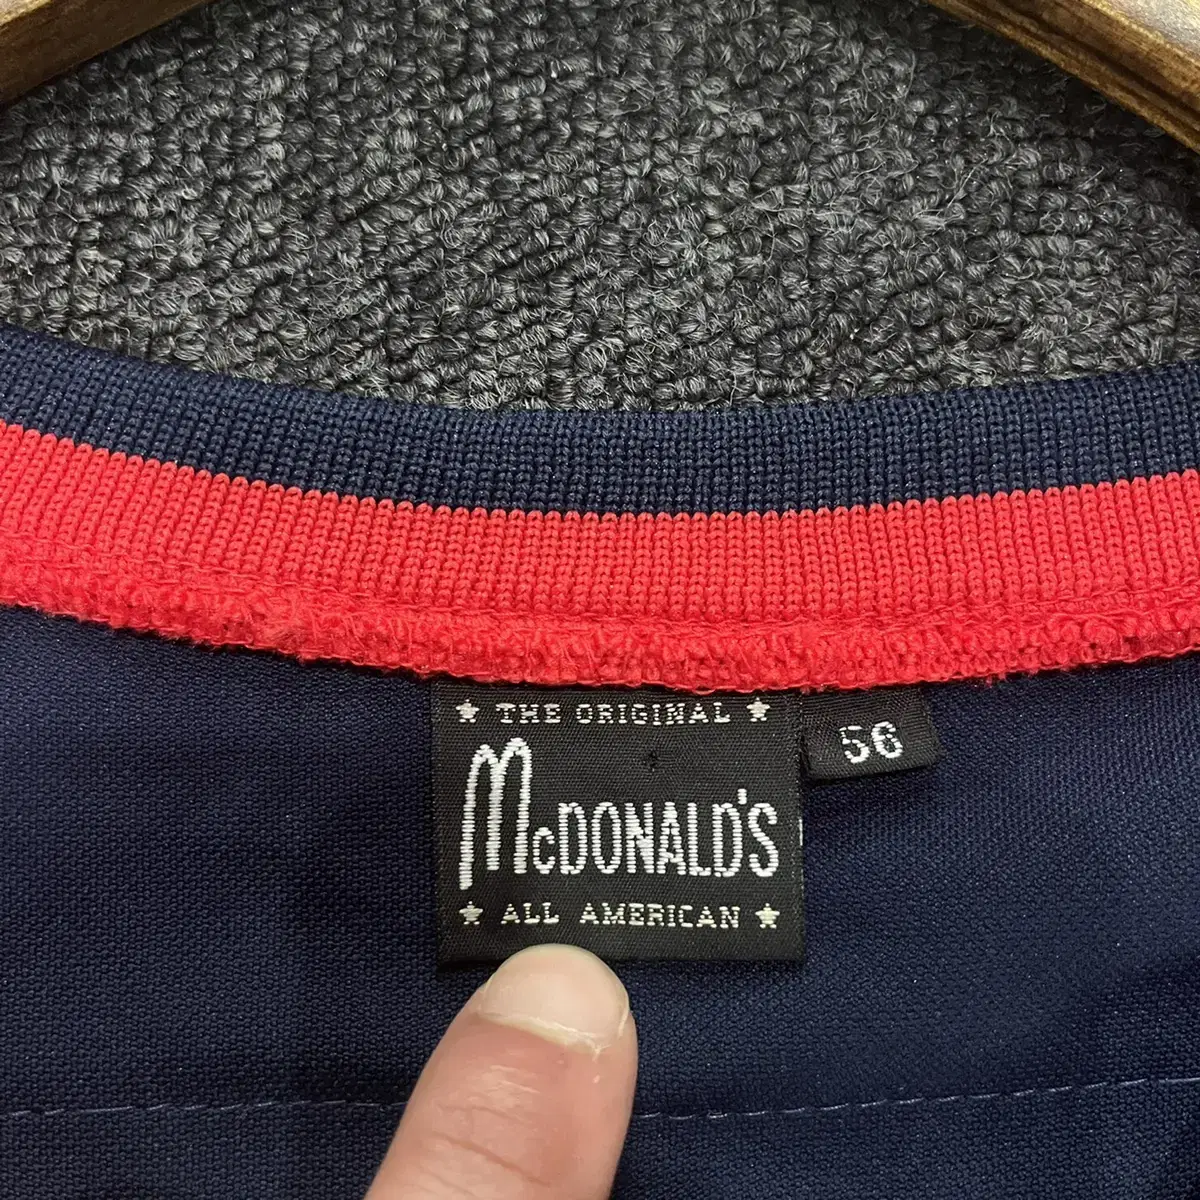 ★ THE ORIGINAL ★
McDONALD'S
★ ALL AMERICAN ★
56